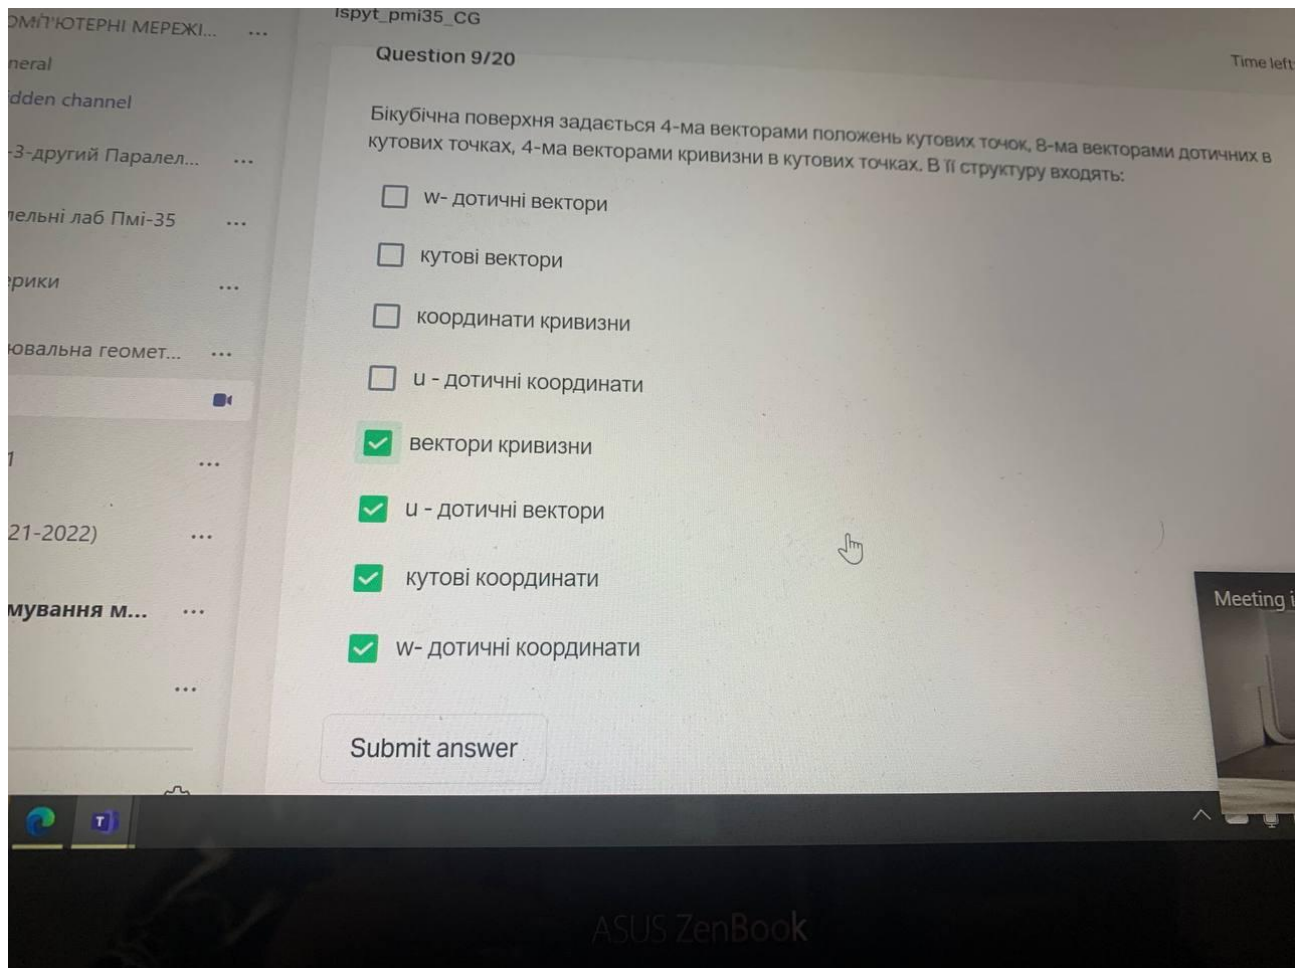 ispyt_pmi35_CG
Question 9/20
Time left:
Бікубічна поверхня задається 4-ма векторами положень кутових точок, 8-ма векторами дотичних в
кутових точках, 4-ма векторами кривизни в кутових точках. В її структуру входять:
w- дотичні вектори
кутові вектори
координати кривизни
u - дотичні координати
вектори кривизни
u - дотичні вектори
кутові координати
w- дотичні координати
Submit answer
ОМП'ЮТЕРНІ МЕРЕЖІ... ...
neral
dden channel
-3-другий Паралел... ...
лельні лаб Пмі-35 ...
ерики ...
ювальна геомет... ...
1 ...
21-2022) ...
мування м... ...
...
Meeting i
T
ASUS ZenBook